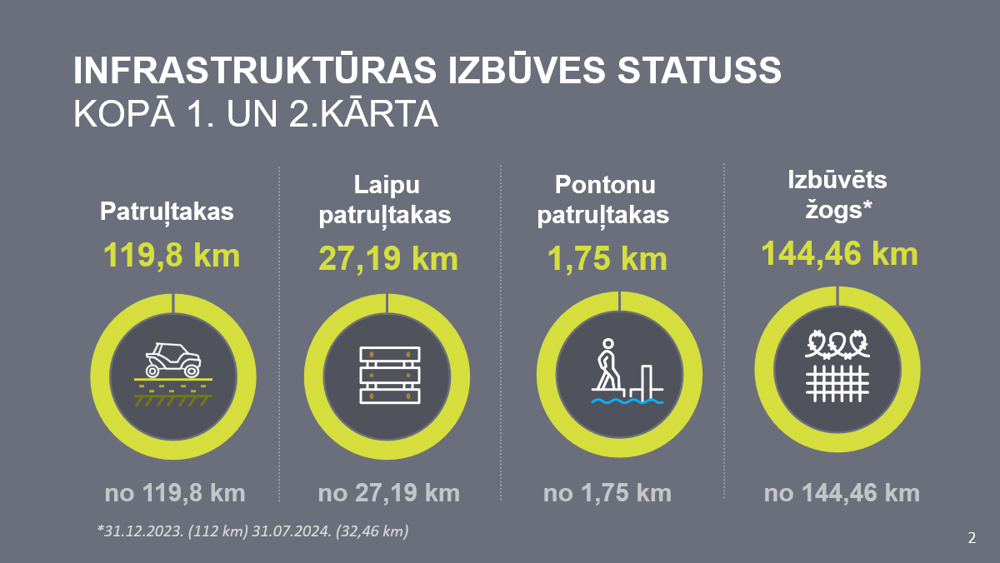 INFRASTRUKTŪRAS IZBŪVES STATUSS
KOPĀ 1. UN 2.KĀRTA
Patruļtakas
119,8 km
no 119,8 km
Laipu
patruļtakas
27,19 km
no 27,19 km
Pontonu
patruļtakas
1,75 km
no 1,75 km
Izbūvēts
žogs*
144,46 km
no 144,46 km
*31.12.2023. (112 km) 31.07.2024. (32,46 km)
2